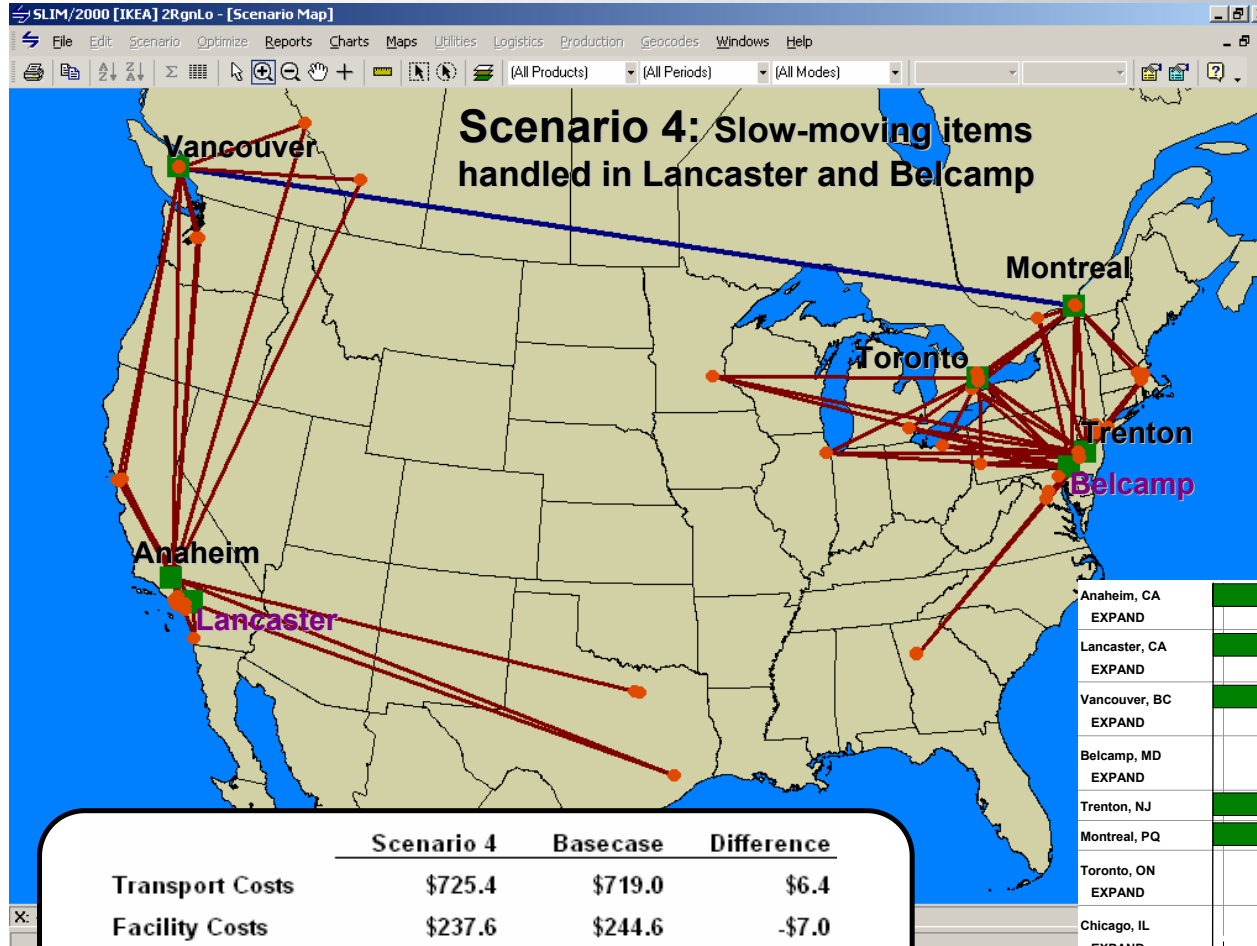 SLIM/2000 [IKEA] 2RgnLo - [Scenario Map]
File Edit Scenario Optimize Reports Charts Maps Utilities Logistics Production Geocodes Windows Help
(All Products) (All Periods) (All Modes)
Scenario 4: Slow-moving items
handled in Lancaster and Belcamp
Vancouver
Montreal
Toronto
Trenton
Belcamp
Anaheim
Lancaster
Anaheim, CA
EXPAND
Lancaster, CA
EXPAND
Vancouver, BC
EXPAND
Belcamp, MD
EXPAND
Trenton, NJ
Montreal, PQ
Toronto, ON
EXPAND
Chicago, IL
EXPAND
Scenario 4 Basecase Difference
Transport Costs $725.4 $719.0 $6.4
Facility Costs $237.6 $244.6 -$7.0
X: